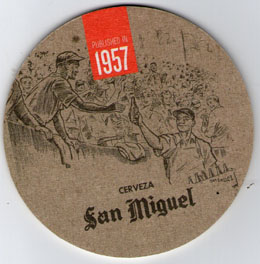 PUBLISHED IN
1957
CERVEZA
San Miguel